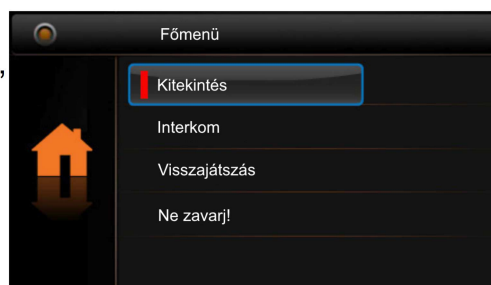 Főmenü
,
Kitekintés
Interkom
Visszajátszás
Ne zavarj!